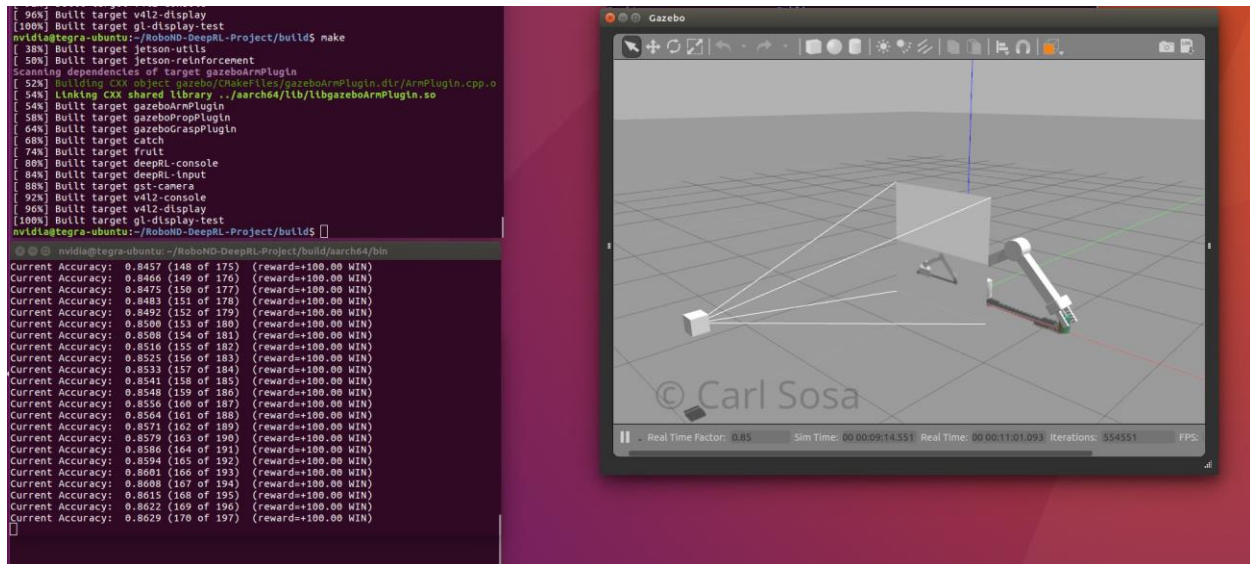 [ 96%] Built target v4l2-display
[100%] Built target gl-display-test
nvidia@tegra-ubuntu:~/RoboND-DeepRL-Project/build$ make
[ 38%] Built target jetson-utils
[ 50%] Built target jetson-reinforcement
Scanning dependencies of target gazeboArmPlugin
[ 52%] Building CXX object gazebo/CMakeFiles/gazeboArmPlugin.dir/ArmPlugin.cpp.o
[ 54%] Linking CXX shared library ../aarch64/lib/libgazeboArmPlugin.so
[ 54%] Built target gazeboArmPlugin
[ 58%] Built target gazeboPropPlugin
[ 64%] Built target gazeboGraspPlugin
[ 68%] Built target catch
[ 74%] Built target fruit
[ 80%] Built target deepRL-console
[ 84%] Built target deepRL-input
[ 88%] Built target gst-camera
[ 92%] Built target v4l2-console
[ 96%] Built target v4l2-display
[100%] Built target gl-display-test
nvidia@tegra-ubuntu:~/RoboND-DeepRL-Project/build$
nvidia@tegra-ubuntu: ~/RoboND-DeepRL-Project/build/aarch64/bin
Current Accuracy: 0.8457 (148 of 175) (reward=+100.00 WIN)
Current Accuracy: 0.8466 (149 of 176) (reward=+100.00 WIN)
Current Accuracy: 0.8475 (150 of 177) (reward=+100.00 WIN)
Current Accuracy: 0.8483 (151 of 178) (reward=+100.00 WIN)
Current Accuracy: 0.8492 (152 of 179) (reward=+100.00 WIN)
Current Accuracy: 0.8500 (153 of 180) (reward=+100.00 WIN)
Current Accuracy: 0.8508 (154 of 181) (reward=+100.00 WIN)
Current Accuracy: 0.8516 (155 of 182) (reward=+100.00 WIN)
Current Accuracy: 0.8525 (156 of 183) (reward=+100.00 WIN)
Current Accuracy: 0.8533 (157 of 184) (reward=+100.00 WIN)
Current Accuracy: 0.8541 (158 of 185) (reward=+100.00 WIN)
Current Accuracy: 0.8548 (159 of 186) (reward=+100.00 WIN)
Current Accuracy: 0.8556 (160 of 187) (reward=+100.00 WIN)
Current Accuracy: 0.8564 (161 of 188) (reward=+100.00 WIN)
Current Accuracy: 0.8571 (162 of 189) (reward=+100.00 WIN)
Current Accuracy: 0.8579 (163 of 190) (reward=+100.00 WIN)
Current Accuracy: 0.8586 (164 of 191) (reward=+100.00 WIN)
Current Accuracy: 0.8594 (165 of 192) (reward=+100.00 WIN)
Current Accuracy: 0.8601 (166 of 193) (reward=+100.00 WIN)
Current Accuracy: 0.8608 (167 of 194) (reward=+100.00 WIN)
Current Accuracy: 0.8615 (168 of 195) (reward=+100.00 WIN)
Current Accuracy: 0.8622 (169 of 196) (reward=+100.00 WIN)
Current Accuracy: 0.8629 (170 of 197) (reward=+100.00 WIN)
Gazebo
© Carl Sosa
Real Time Factor: 0.85 Sim Time: 00 00:09:14.551 Real Time: 00 00:11:01.093 Iterations: 554551 FPS: